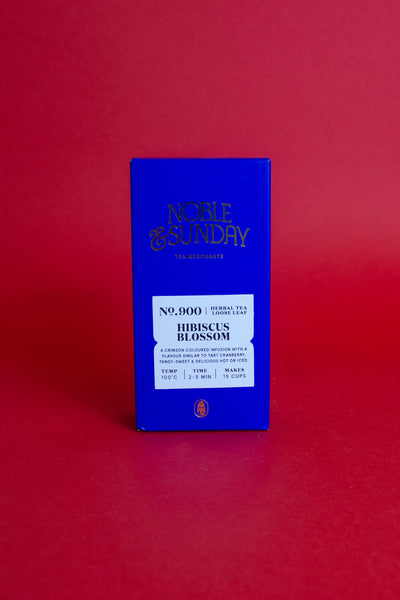 NOBLE
&SUNDAY
TEA MERCHANTS
No.900 | HERBAL TEA
LOOSE LEAF
HIBISCUS
BLOSSOM
A CRIMSON COLOURED INFUSION WITH A
FLAVOUR SIMILAR TO TART CRANBERRY.
TANGY-SWEET & DELICIOUS HOT OR ICED.
TEMP TIME MAKES
100°C 2-5 MIN 15 CUPS